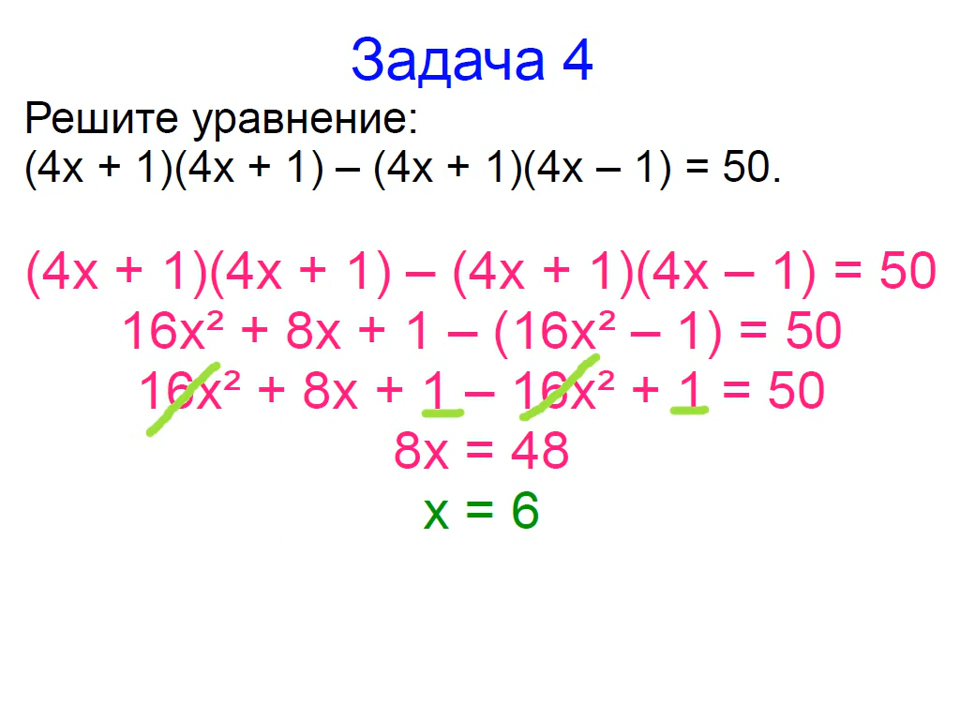 Задача 4
Решите уравнение:
(4x + 1)(4x + 1) – (4x + 1)(4x – 1) = 50.
(4x + 1)(4x + 1) – (4x + 1)(4x – 1) = 50
16x² + 8x + 1 – (16x² – 1) = 50
16x² + 8x + 1 – 16x² + 1 = 50
8x = 48
x = 6